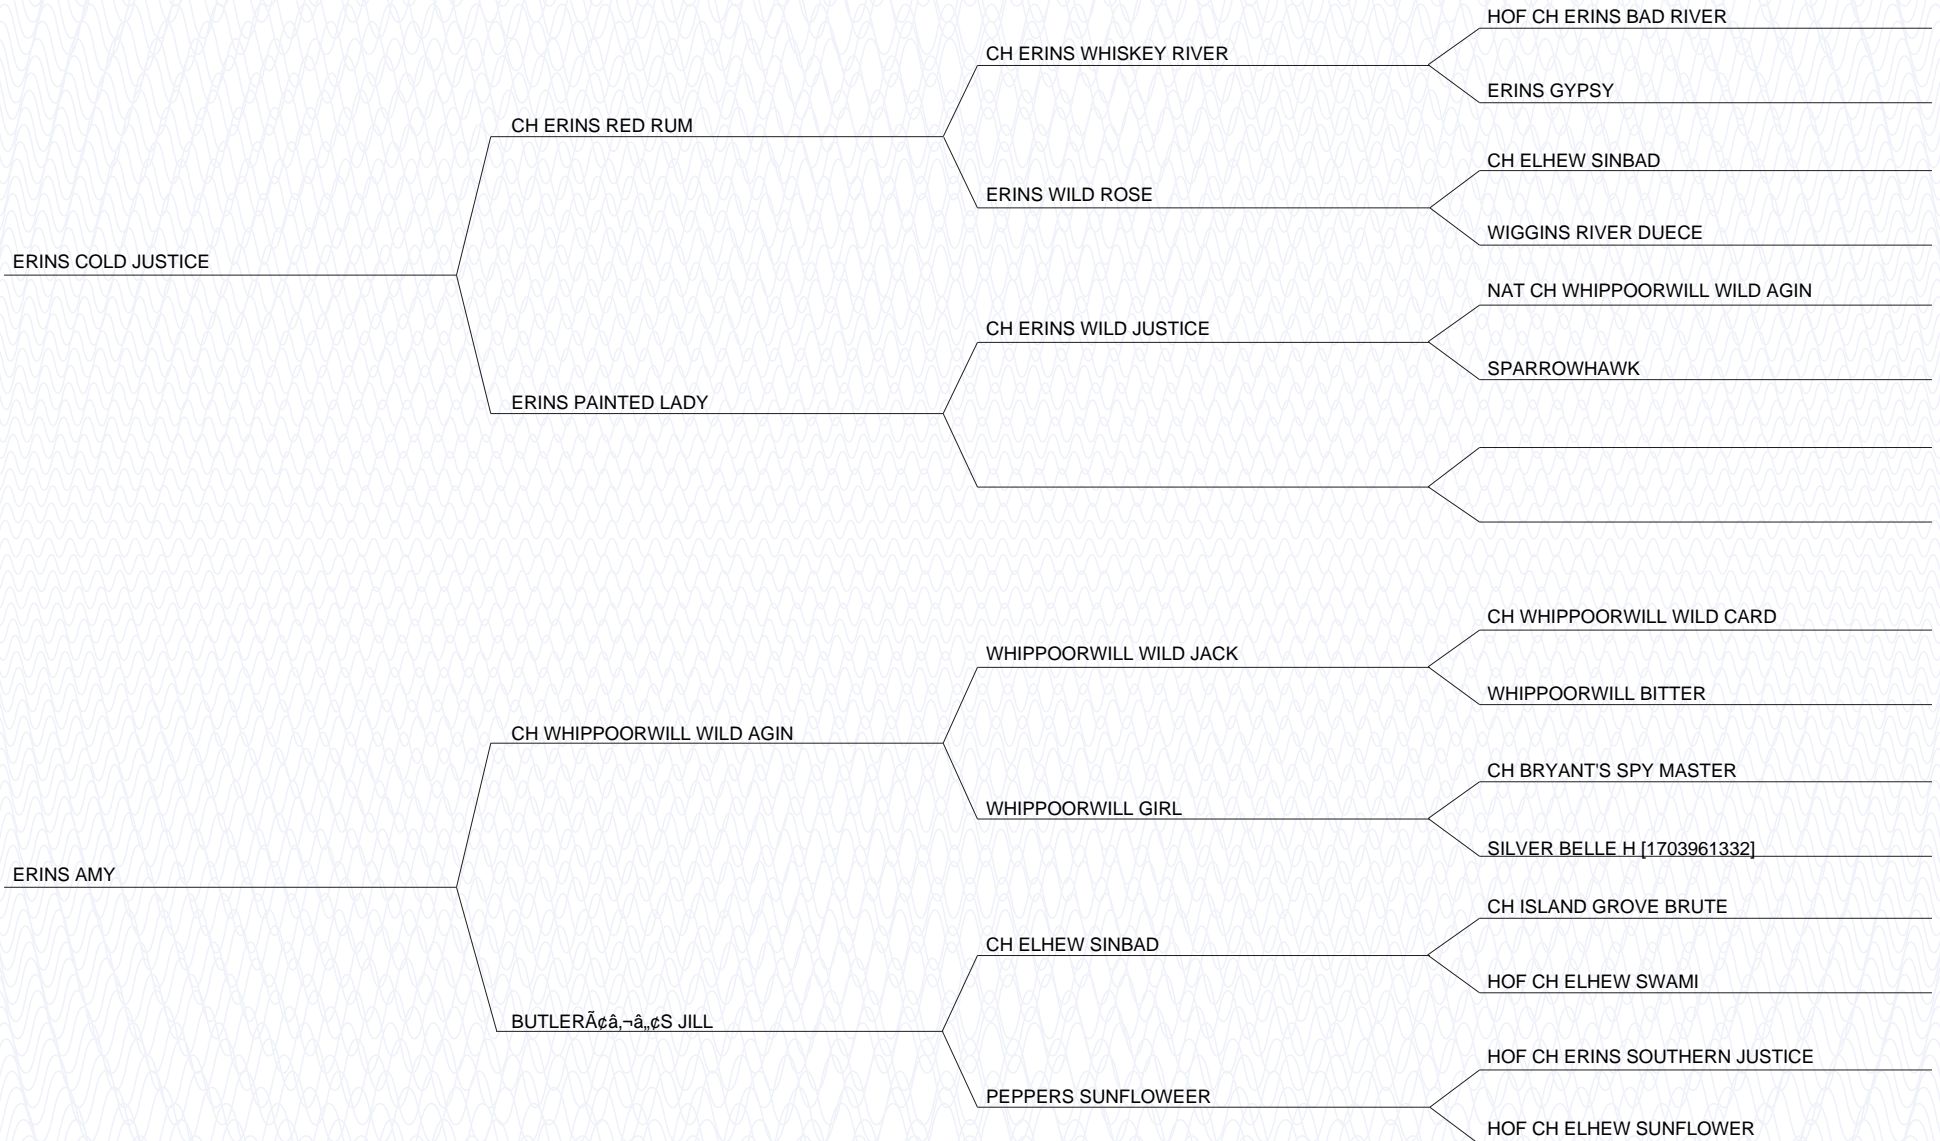 HOF CH ERINS BAD RIVER
CH ERINS WHISKEY RIVER
ERINS GYPSY
CH ERINS RED RUM
CH ELHEW SINBAD
ERINS WILD ROSE
WIGGINS RIVER DUECE
ERINS COLD JUSTICE
NAT CH WHIPPOORWILL WILD AGIN
CH ERINS WILD JUSTICE
SPARROWHAWK
ERINS PAINTED LADY
CH WHIPPOORWILL WILD CARD
WHIPPOORWILL WILD JACK
WHIPPOORWILL BITTER
CH WHIPPOORWILL WILD AGIN
CH BRYANT'S SPY MASTER
WHIPPOORWILL GIRL
SILVER BELLE H [1703961332]
ERINS AMY
CH ISLAND GROVE BRUTE
CH ELHEW SINBAD
HOF CH ELHEW SWAMI
BUTLERÃ¢â‚¬â„¢S JILL
HOF CH ERINS SOUTHERN JUSTICE
PEPPERS SUNFLOWEER
HOF CH ELHEW SUNFLOWER